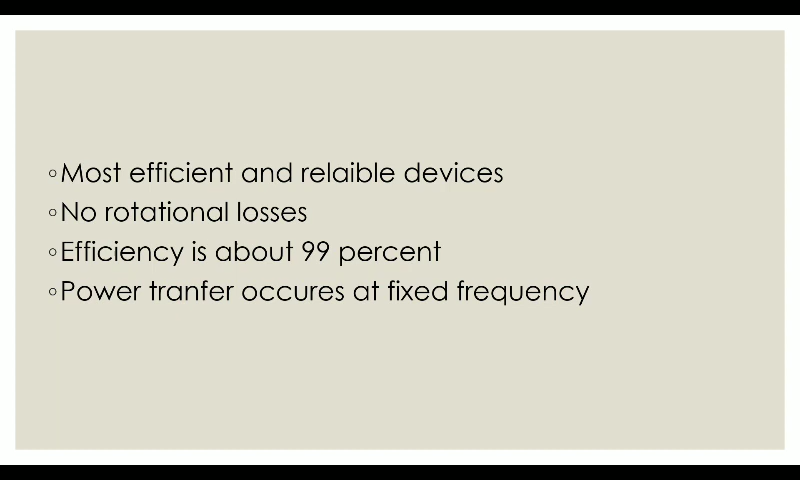 ◦Most efficient and relaible devices
◦No rotational losses
◦Efficiency is about 99 percent
◦Power tranfer occures at fixed frequency